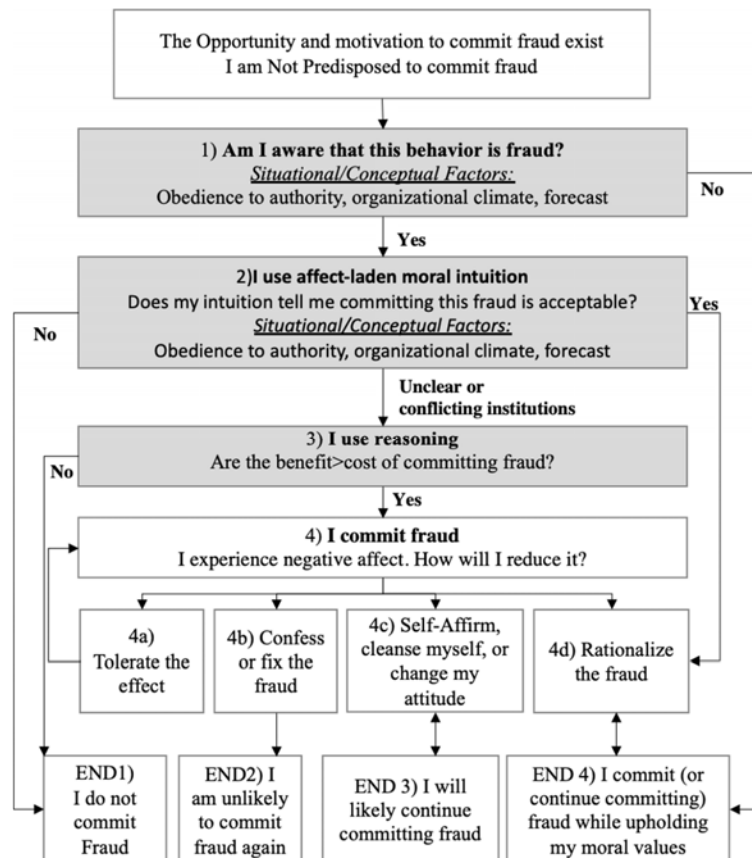 The Opportunity and motivation to commit fraud exist
I am Not Predisposed to commit fraud
1) Am I aware that this behavior is fraud?
Situational/Conceptual Factors:
Obedience to authority, organizational climate, forecast
No
Yes
2)I use affect-laden moral intuition
Does my intuition tell me committing this fraud is acceptable?
Situational/Conceptual Factors:
Obedience to authority, organizational climate, forecast
No
Yes
Unclear or
conflicting institutions
3) I use reasoning
Are the benefit>cost of committing fraud?
No
Yes
4) I commit fraud
I experience negative affect. How will I reduce it?
4a)
Tolerate the
effect
4b) Confess
or fix the
fraud
4c) Self-Affirm,
cleanse myself, or
change my
attitude
4d) Rationalize
the fraud
END1)
I do not
commit
Fraud
END2) I
am unlikely
to commit
fraud again
END 3) I will
likely continue
committing fraud
END 4) I commit (or
continue committing)
fraud while upholding
my moral values